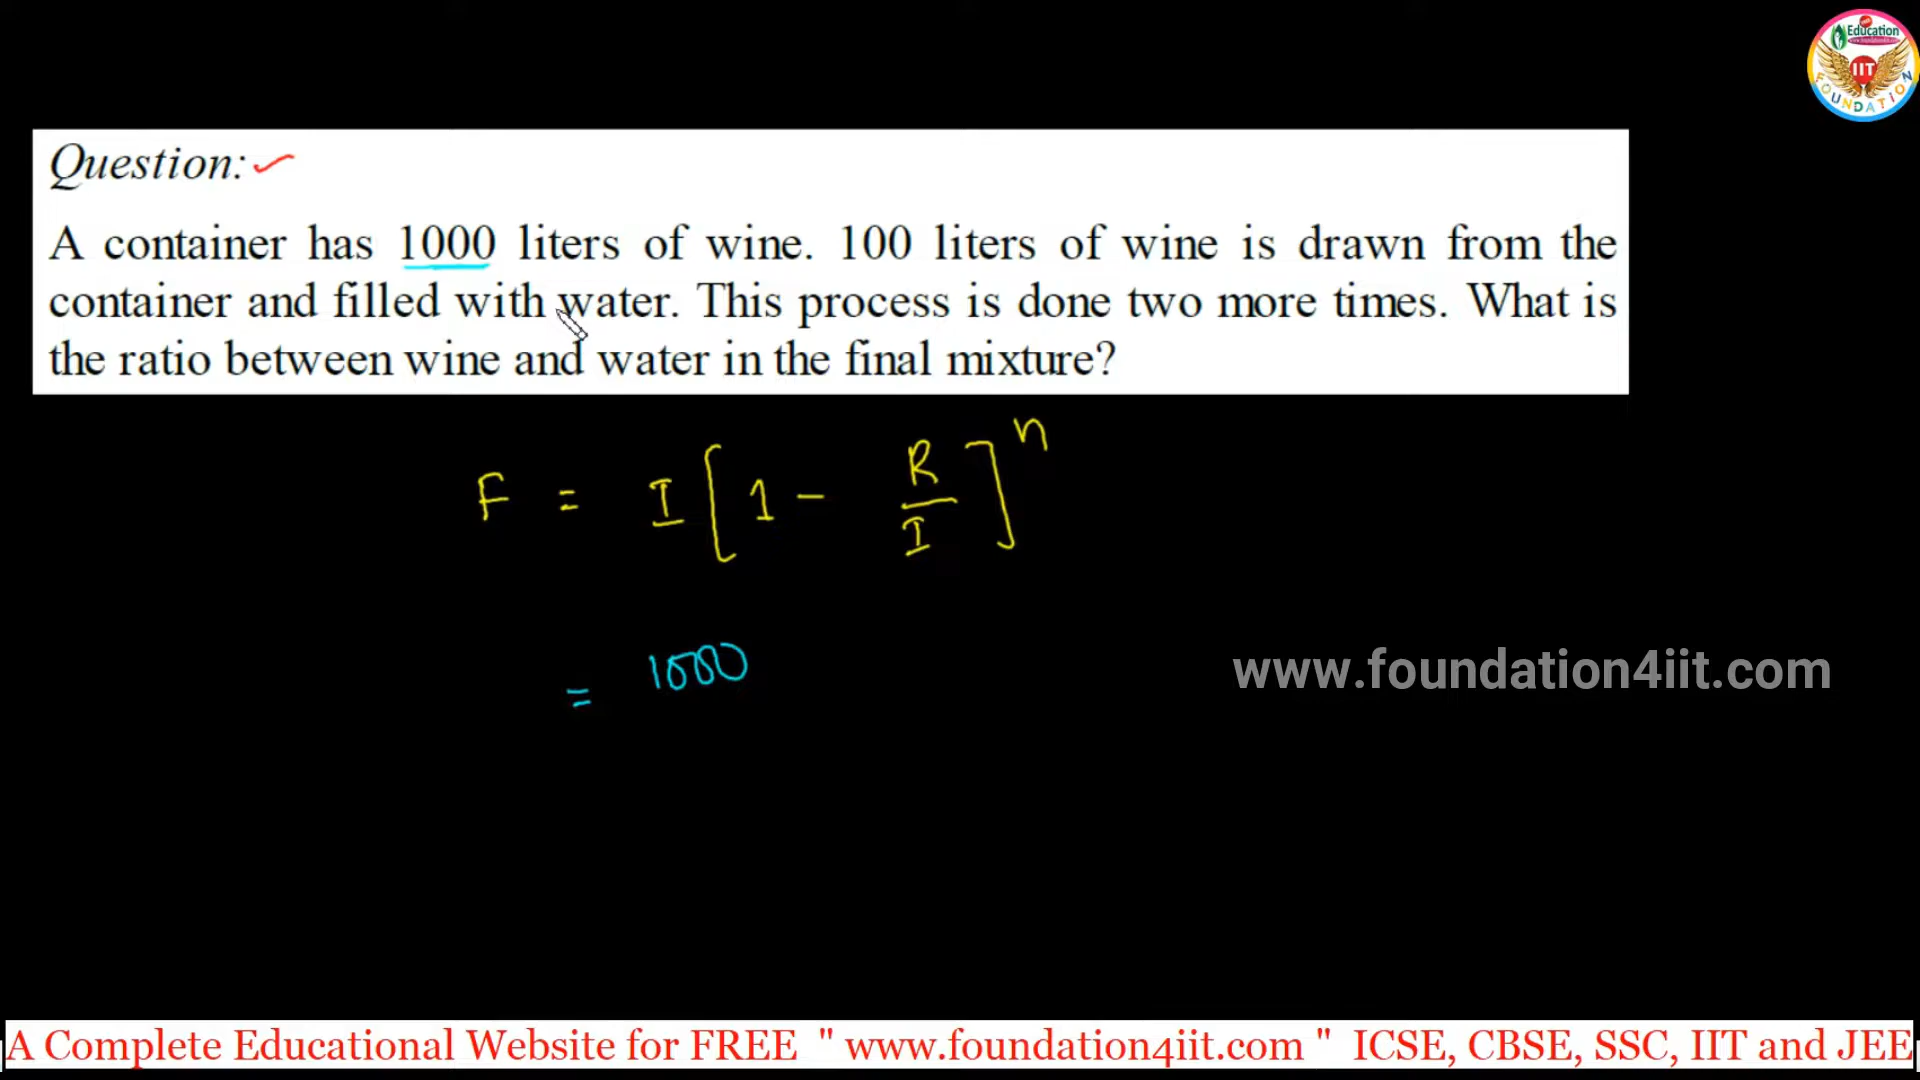 Education
IIT
FOUNDATION
Question:
A container has 1000 liters of wine. 100 liters of wine is drawn from the
container and filled with water. This process is done two more times. What is
the ratio between wine and water in the final mixture?
F = I [ 1 - R/I ]^n
= 1000
www.foundation4iit.com
A Complete Educational Website for FREE " www.foundation4iit.com " ICSE, CBSE, SSC, IIT and JEE